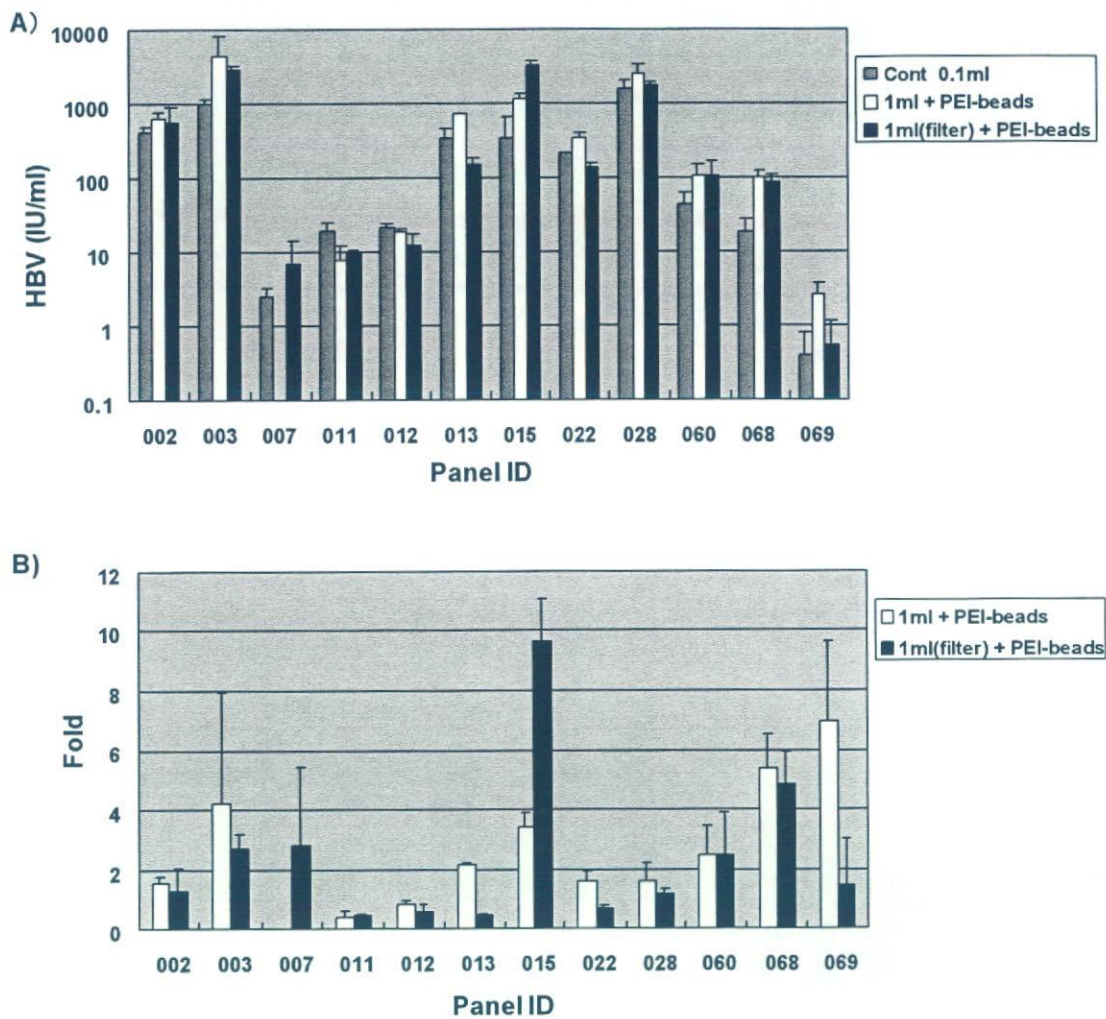 A)
10000
1000
100
10
1
0.1
HBV (IU/ml)
002 003 007 011 012 013 015 022 028 060 068 069
Panel ID
Cont 0.1ml
1ml + PEI-beads
1ml(filter) + PEI-beads
B)
12
10
8
6
4
2
0
Fold
002 003 007 011 012 013 015 022 028 060 068 069
Panel ID
1ml + PEI-beads
1ml(filter) + PEI-beads